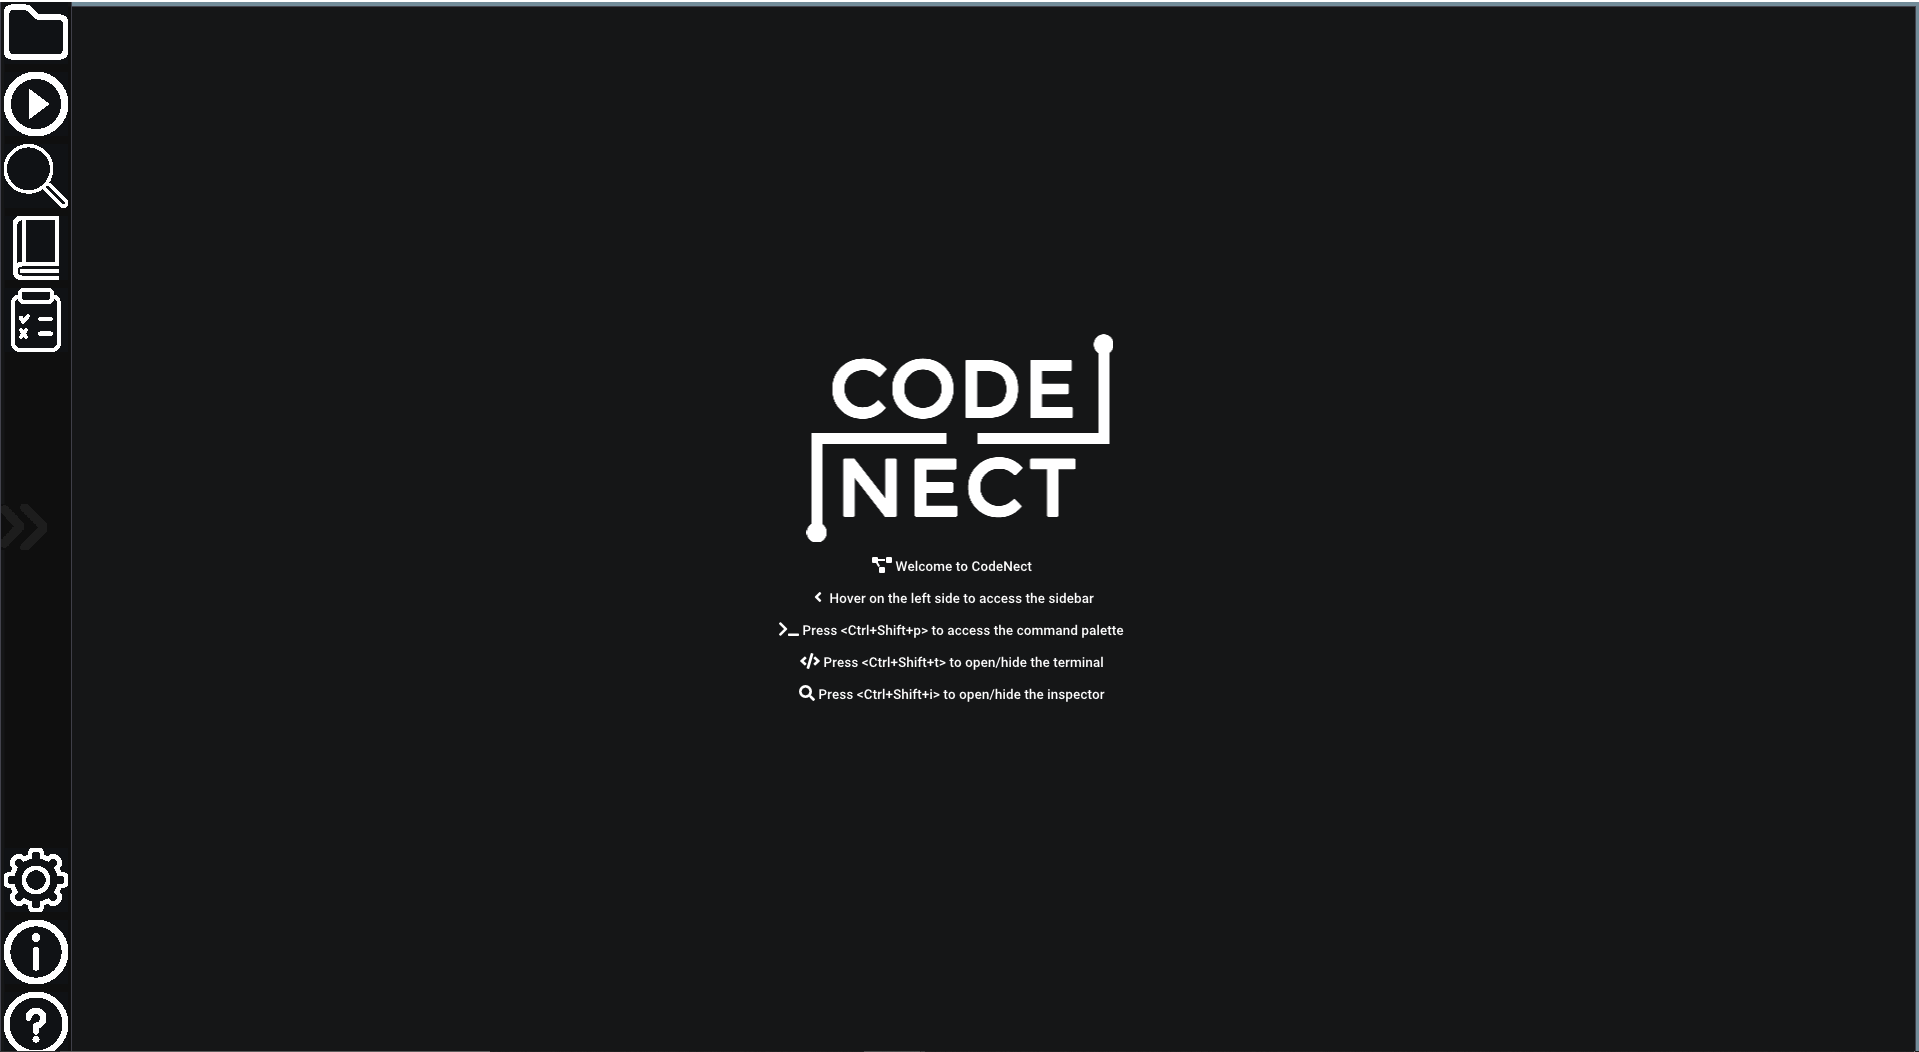 CODE
NECT
Welcome to CodeNect
Hover on the left side to access the sidebar
Press <Ctrl+Shift+p> to access the command palette
Press <Ctrl+Shift+t> to open/hide the terminal
Press <Ctrl+Shift+i> to open/hide the inspector